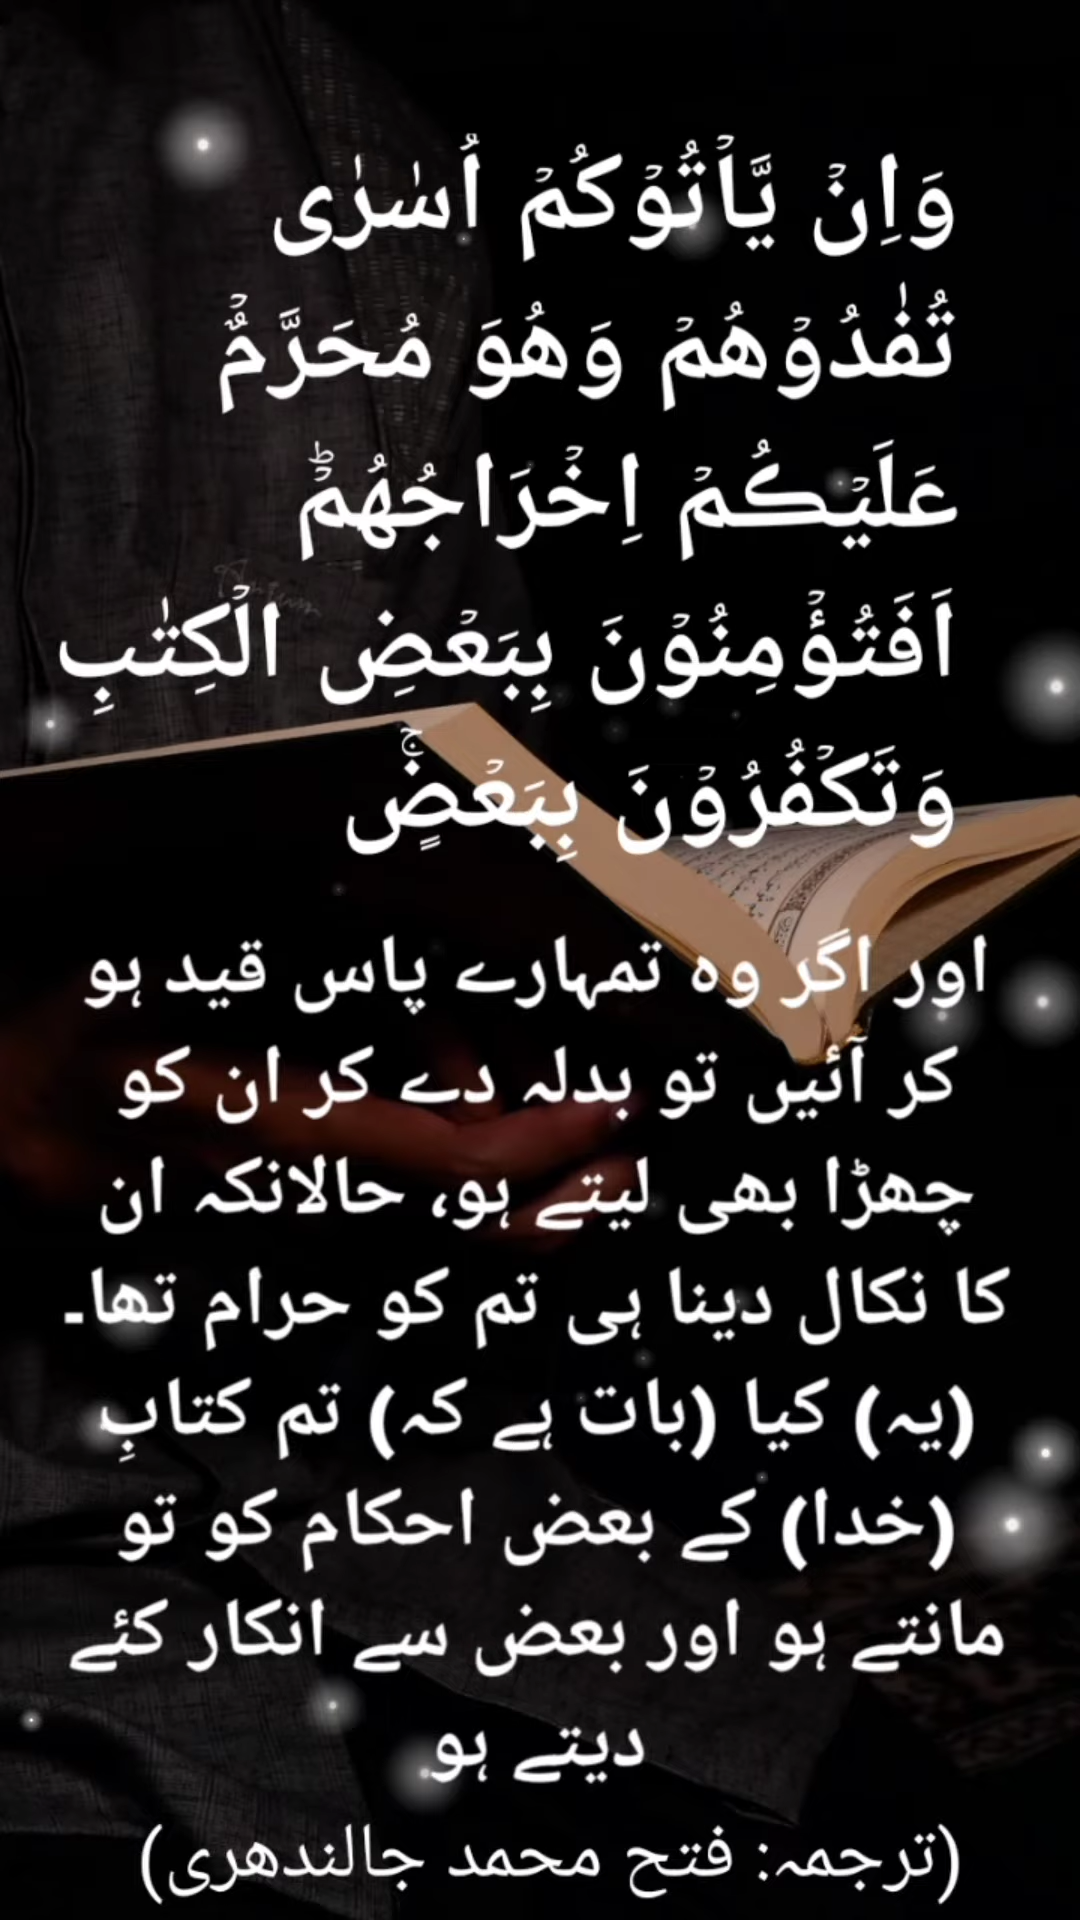 وَاِنۡ يَّاۡتُوۡكُمۡ اُسٰرٰى
تُفٰدُوۡهُمۡ وَهُوَ مُحَرَّمٌۡ
عَلَيۡڪُمۡ اِخۡرَاجُهُمۡ​ؕ
اَفَتُؤۡمِنُوۡنَ بِبَعۡضِ الۡكِتٰبِ
وَتَكۡفُرُوۡنَ بِبَعۡضٍۚ
اور اگر وہ تمہارے پاس قید ہو
کر آئیں تو بدلہ دے کر ان کو
چھڑا بھی لیتے ہو، حالانکہ ان
کا نکال دینا ہی تم کو حرام تھا۔
(یہ) کیا (بات ہے کہ) تم کتابِ
(خدا) کے بعض احکام کو تو
مانتے ہو اور بعض سے انکار کئے
دیتے ہو
(ترجمہ: فتح محمد جالندھری)